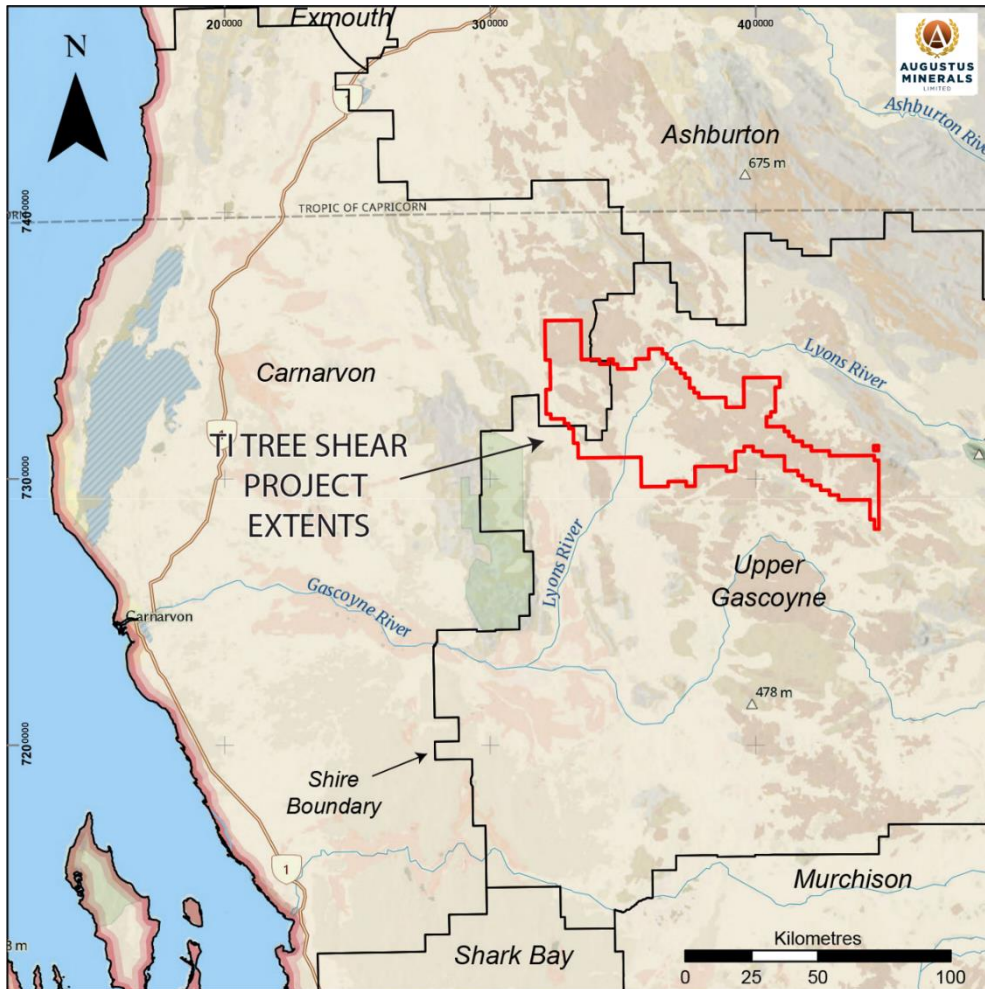 Exmouth
20⁰⁰⁰⁰
30⁰⁰⁰⁰
40⁰⁰⁰⁰
N
A
AUGUSTUS
MINERALS
LIMITED
1
Ashburton River
Ashburton
675 m
740⁰⁰⁰⁰
TROPIC OF CAPRICORN
Lyons River
Carnarvon
1
TI TREE SHEAR
PROJECT
EXTENTS
730⁰⁰⁰⁰
Lyons River
Upper
Gascoyne
Gascoyne River
Carnarvon
478 m
720⁰⁰⁰⁰
Shire
Boundary
1
Murchison
Kilometres
Shark Bay
0 25 50 100